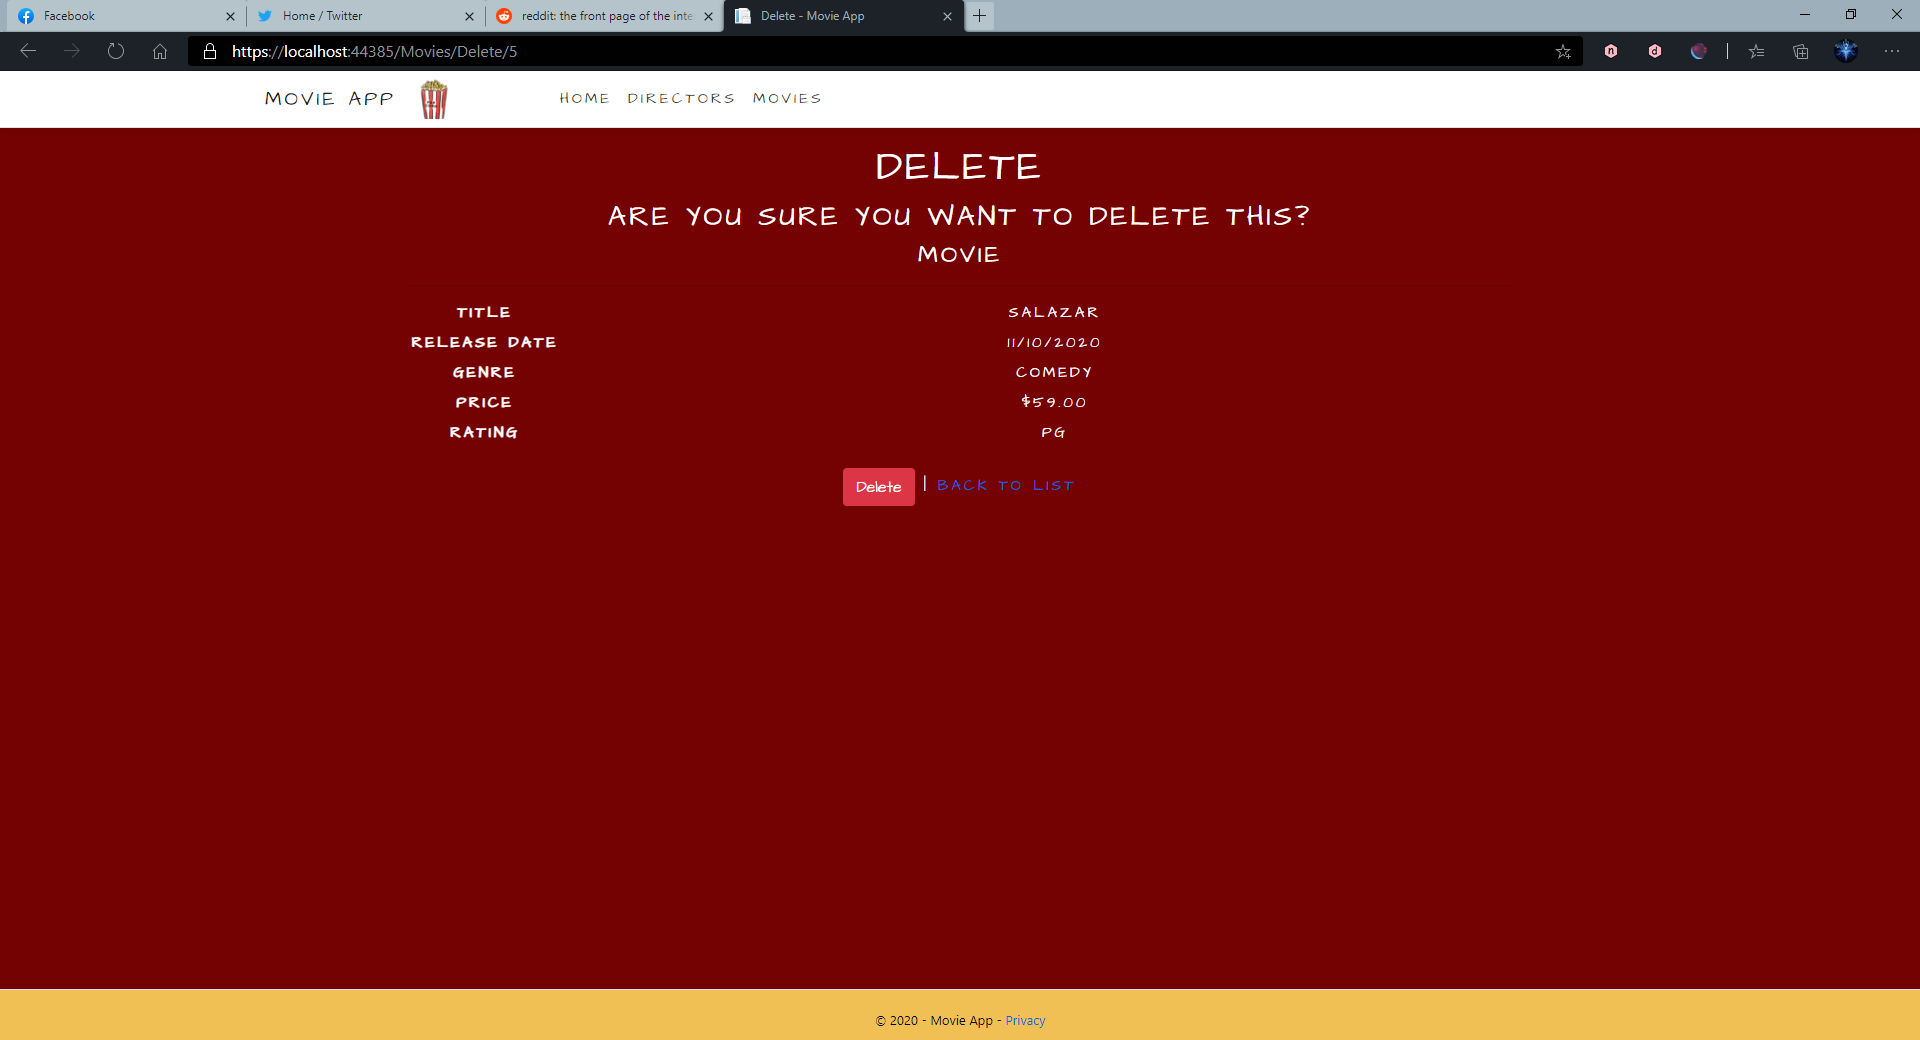 Facebook
Home / Twitter
reddit: the front page of the inte
Delete - Movie App
https://localhost:44385/Movies/Delete/5
MOVIE APP
HOME DIRECTORS MOVIES
DELETE
ARE YOU SURE YOU WANT TO DELETE THIS?
MOVIE
TITLE SALAZAR
RELEASE DATE 11/10/2020
GENRE COMEDY
PRICE $59.00
RATING PG
Delete | BACK TO LIST
© 2020 - Movie App - Privacy